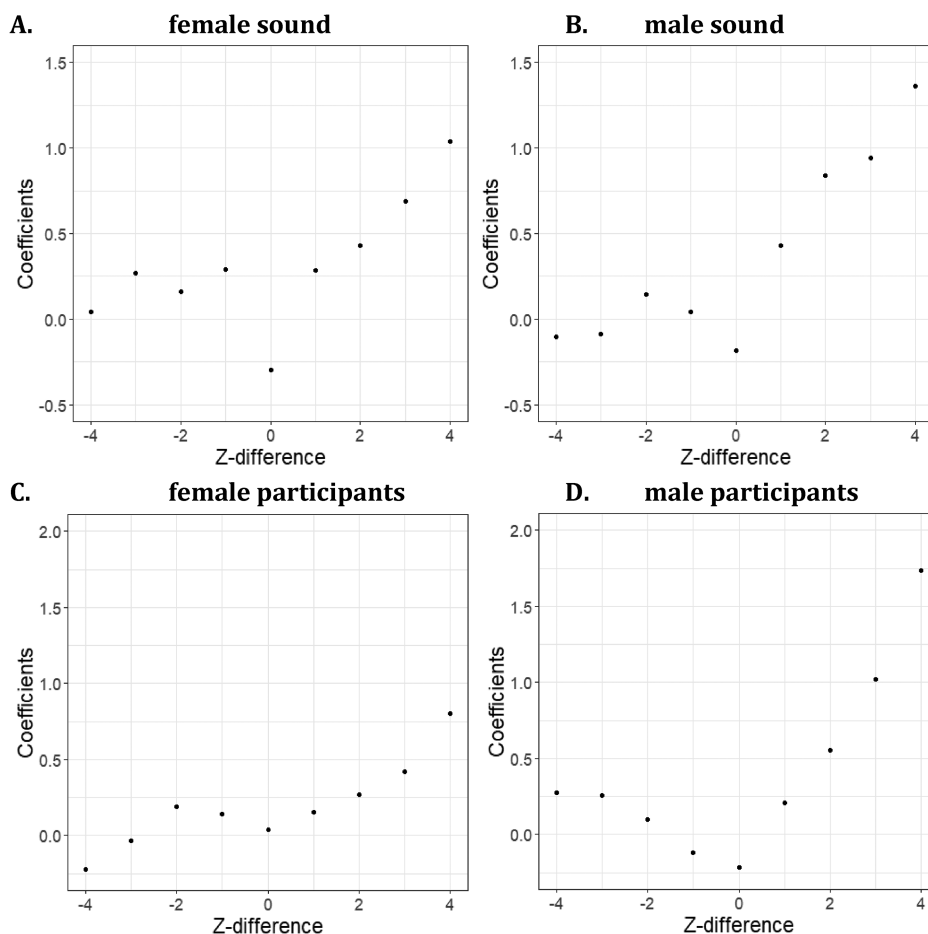 A. female sound
1.5
1.0
0.5
0.0
-0.5
Coefficients
-4 -2 0 2 4
Z-difference
B. male sound
1.5
1.0
0.5
0.0
-0.5
Coefficients
-4 -2 0 2 4
Z-difference
C. female participants
2.0
1.5
1.0
0.5
0.0
Coefficients
-4 -2 0 2 4
Z-difference
D. male participants
2.0
1.5
1.0
0.5
0.0
Coefficients
-4 -2 0 2 4
Z-difference